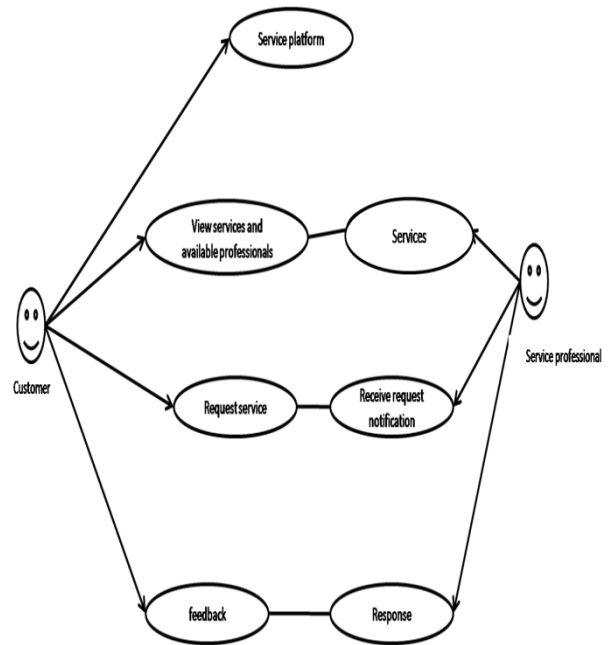 Service platform
View services and
available professionals
Services
Customer
Service professional
Request service
Receive request
notification
feedback
Response